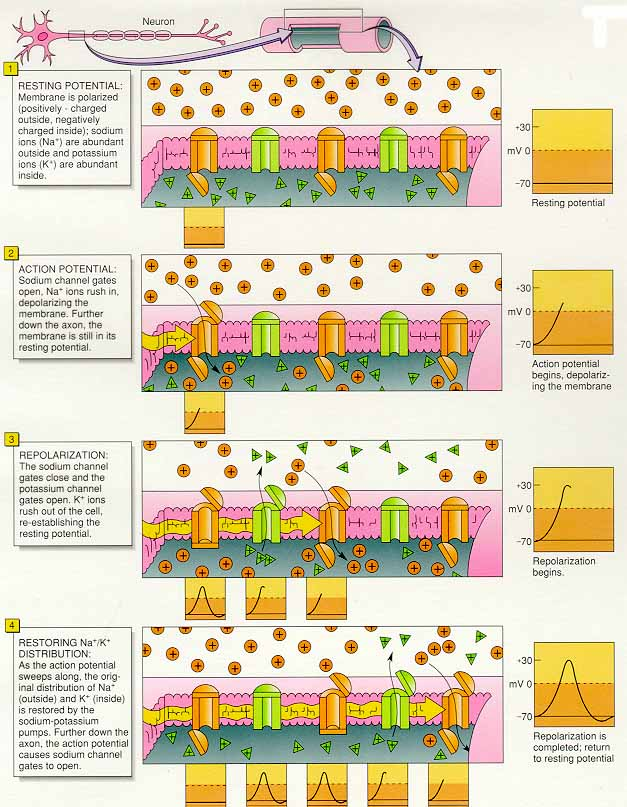 Neuron
1
RESTING POTENTIAL:
Membrane is polarized
(positively - charged
outside, negatively
charged inside); sodium
ions (Na⁺) are abundant
outside and potassium
ions (K⁺) are abundant
inside.
+30
mV 0
−70
Resting potential
2
ACTION POTENTIAL:
Sodium channel gates
open, Na⁺ ions rush in,
depolarizing the
membrane. Further
down the axon, the
membrane is still in its
resting potential.
+30
mV 0
−70
Action potential
begins, depolariz-
ing the membrane
3
REPOLARIZATION:
The sodium channel
gates close and the
potassium channel
gates open. K⁺ ions
rush out of the cell,
re-establishing the
resting potential.
+30
mV 0
−70
Repolarization
begins.
4
RESTORING Na⁺/K⁺
DISTRIBUTION:
As the action potential
sweeps along, the orig-
inal distribution of Na⁺
(outside) and K⁺ (inside)
is restored by the
sodium-potassium
pumps. Further down the
axon, the action potential
causes sodium channel
gates to open.
+30
mV 0
−70
Repolarization is
completed; return
to resting potential